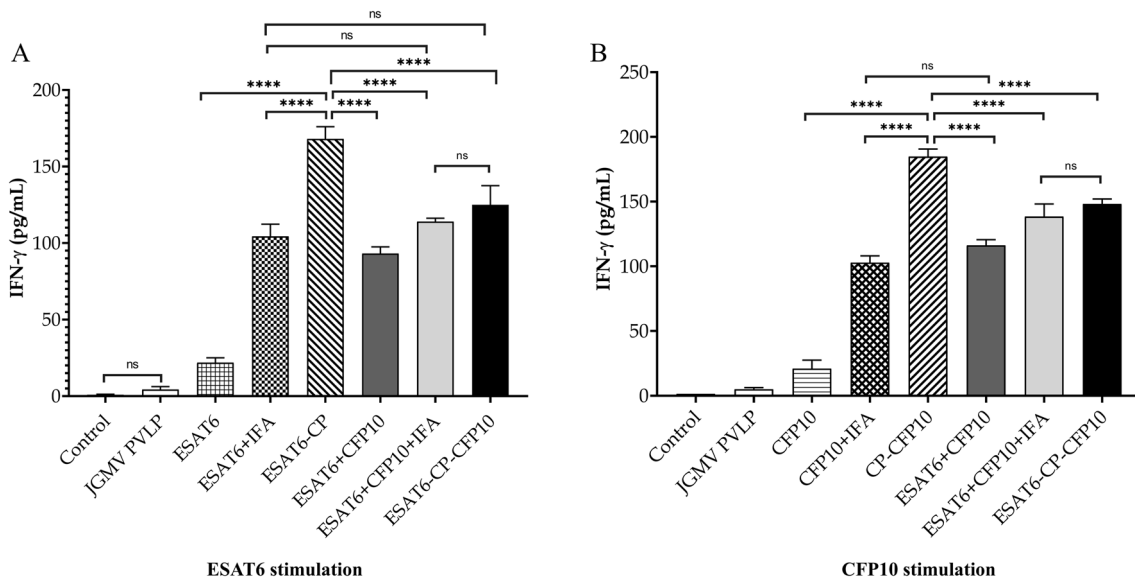 A
ns
ns
****
****
****
****
****
ns
ns
IFN-γ (pg/mL)
200
150
100
50
0
Control
JGMV PVLP
ESAT6
ESAT6+IFA
ESAT6-CP
ESAT6+CFP10
ESAT6+CFP10+IFA
ESAT6-CP-CFP10
ESAT6 stimulation
B
ns
****
****
****
****
****
ns
IFN-γ (pg/mL)
250
200
150
100
50
0
Control
JGMV PVLP
CFP10
CFP10+IFA
CP-CFP10
ESAT6+CFP10
ESAT6+CFP10+IFA
ESAT6-CP-CFP10
CFP10 stimulation